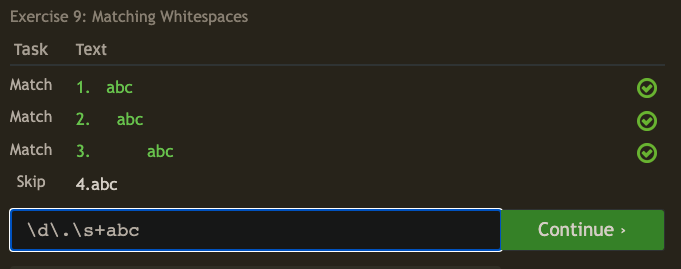 Exercise 9: Matching Whitespaces
Task Text
Match 1. abc
Match 2. abc
Match 3. abc
Skip 4.abc
\d\.\s+abc Continue ›